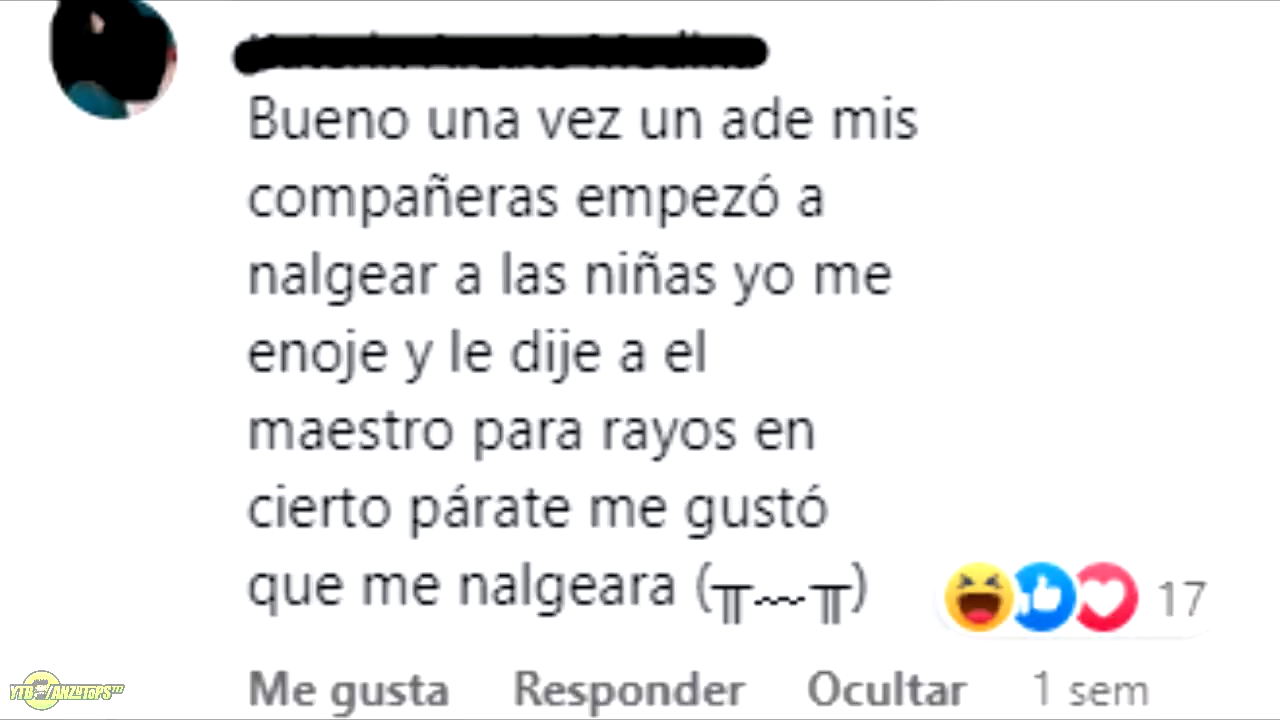 Bueno una vez un ade mis
compañeras empezó a
nalgear a las niñas yo me
enoje y le dije a el
maestro para rayos en
cierto párate me gustó
que me nalgeara (╥﹏╥)
17
Me gusta Responder Ocultar 1 sem